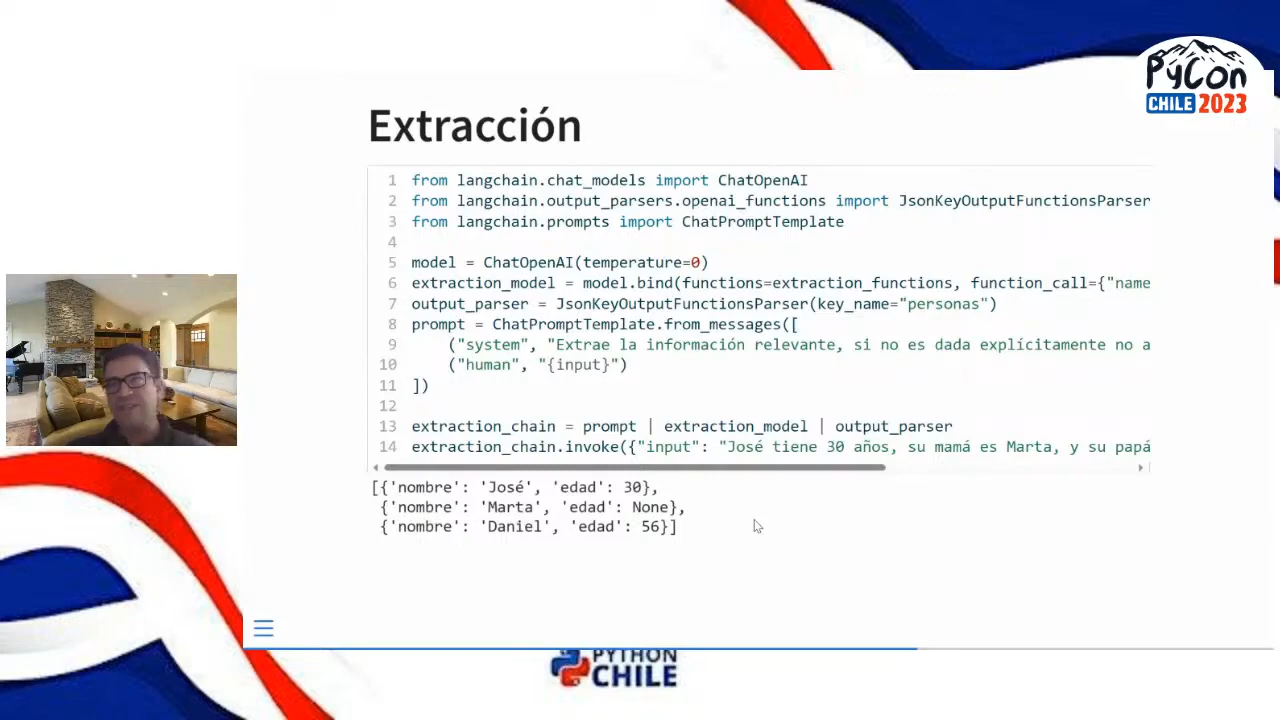 PyCon
CHILE 2023
Extracción
1 from langchain.chat_models import ChatOpenAI
2 from langchain.output_parsers.openai_functions import JsonKeyOutputFunctionsParser
3 from langchain.prompts import ChatPromptTemplate
4
5 model = ChatOpenAI(temperature=0)
6 extraction_model = model.bind(functions=extraction_functions, function_call={"name
7 output_parser = JsonKeyOutputFunctionsParser(key_name="personas")
8 prompt = ChatPromptTemplate.from_messages([
9 ("system", "Extrae la información relevante, si no es dada explícitamente no a
10 ("human", "{input}")
11 ])
12
13 extraction_chain = prompt | extraction_model | output_parser
14 extraction_chain.invoke({"input": "José tiene 30 años, su mamá es Marta, y su papá
[{'nombre': 'José', 'edad': 30},
{'nombre': 'Marta', 'edad': None},
{'nombre': 'Daniel', 'edad': 56}]
PYTHON
CHILE